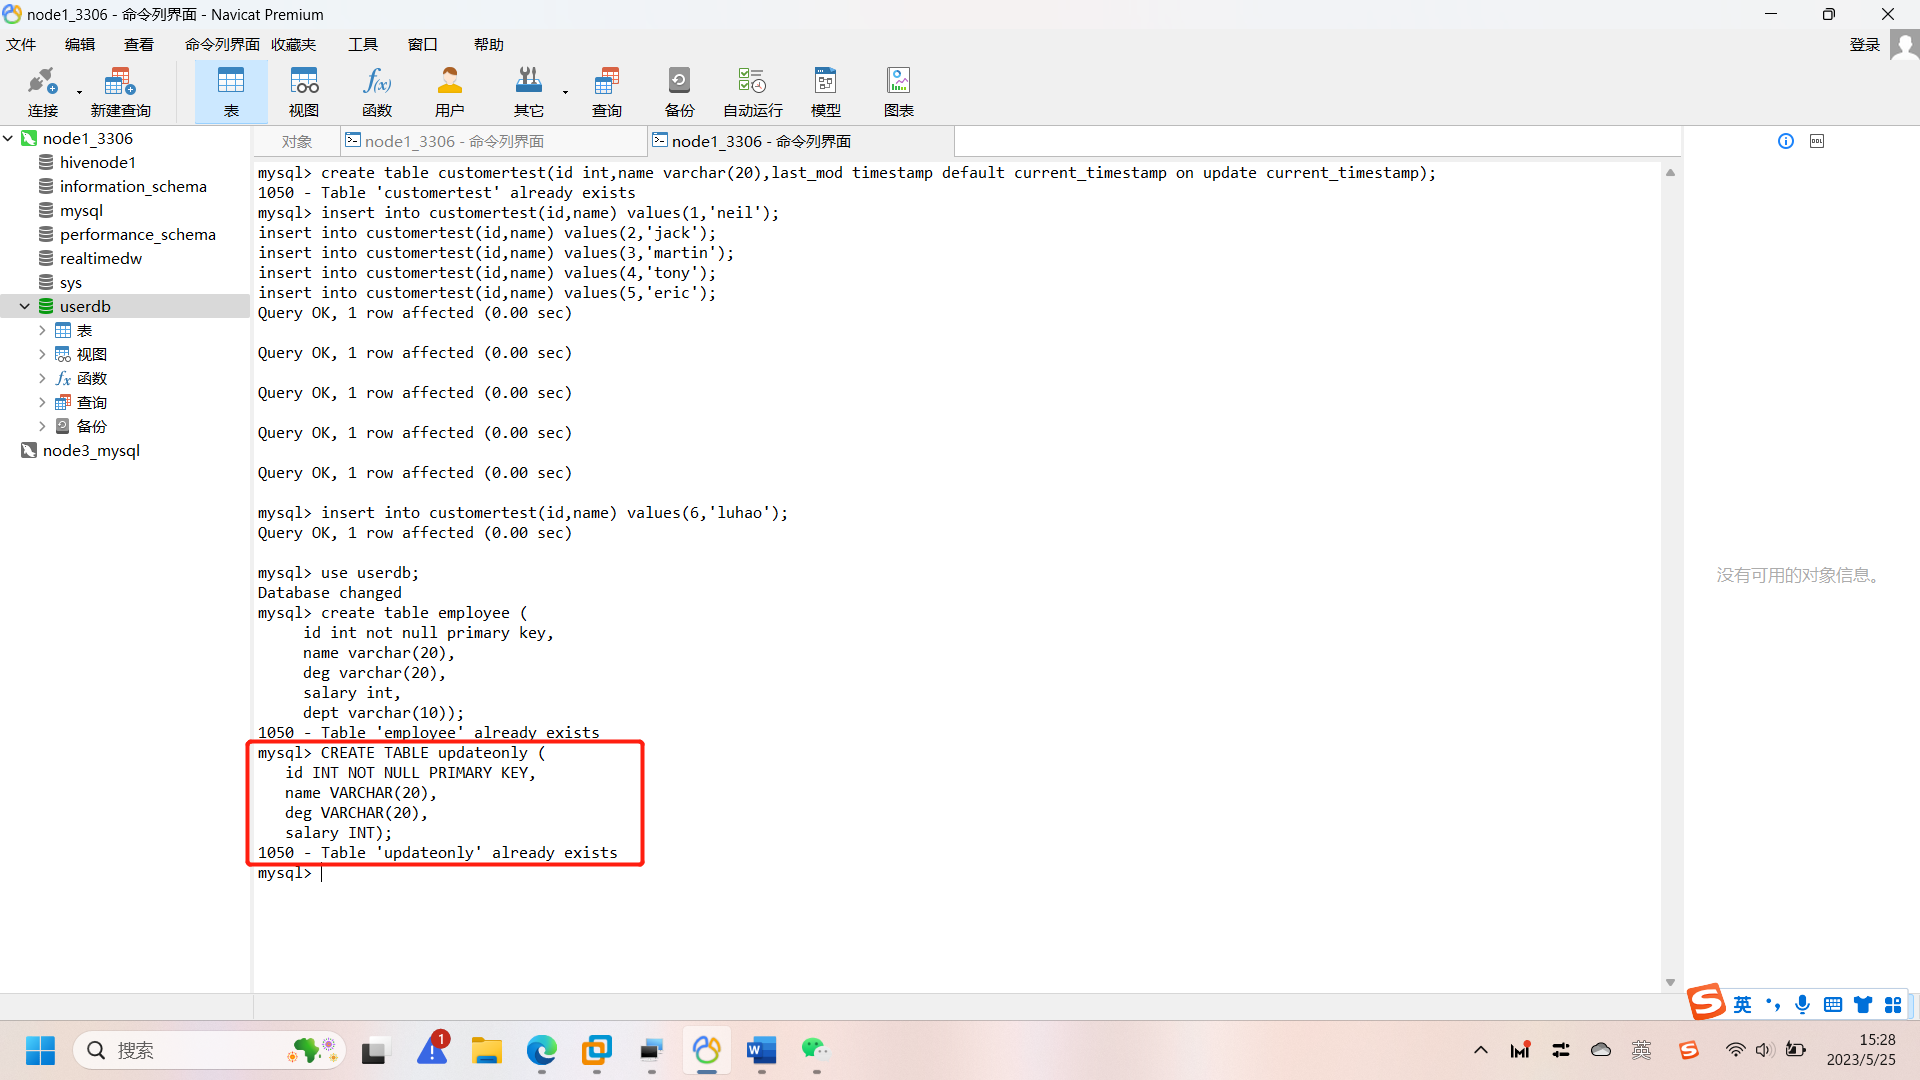 node1_3306 - 命令列界面 - Navicat Premium
文件 编辑 查看 命令列界面 收藏夹 工具 窗口 帮助 登录
连接 新建查询 表 视图 函数 用户 其它 查询 备份 自动运行 模型 图表
node1_3306
hivenode1
information_schema
mysql
performance_schema
realtimedw
sys
userdb
表
视图
函数
查询
备份
node3_mysql
对象 node1_3306 - 命令列界面 node1_3306 - 命令列界面
mysql> create table customertest(id int,name varchar(20),last_mod timestamp default current_timestamp on update current_timestamp);
1050 - Table 'customertest' already exists
mysql> insert into customertest(id,name) values(1,'neil');
insert into customertest(id,name) values(2,'jack');
insert into customertest(id,name) values(3,'martin');
insert into customertest(id,name) values(4,'tony');
insert into customertest(id,name) values(5,'eric');
Query OK, 1 row affected (0.00 sec)
Query OK, 1 row affected (0.00 sec)
Query OK, 1 row affected (0.00 sec)
Query OK, 1 row affected (0.00 sec)
Query OK, 1 row affected (0.00 sec)
mysql> insert into customertest(id,name) values(6,'luhao');
Query OK, 1 row affected (0.00 sec)
mysql> use userdb;
Database changed
mysql> create table employee (
id int not null primary key,
name varchar(20),
deg varchar(20),
salary int,
dept varchar(10));
1050 - Table 'employee' already exists
mysql> CREATE TABLE updateonly (
id INT NOT NULL PRIMARY KEY,
name VARCHAR(20),
deg VARCHAR(20),
salary INT);
1050 - Table 'updateonly' already exists
mysql>
没有可用的对象信息。
英
搜索
1
英
15:28
2023/5/25